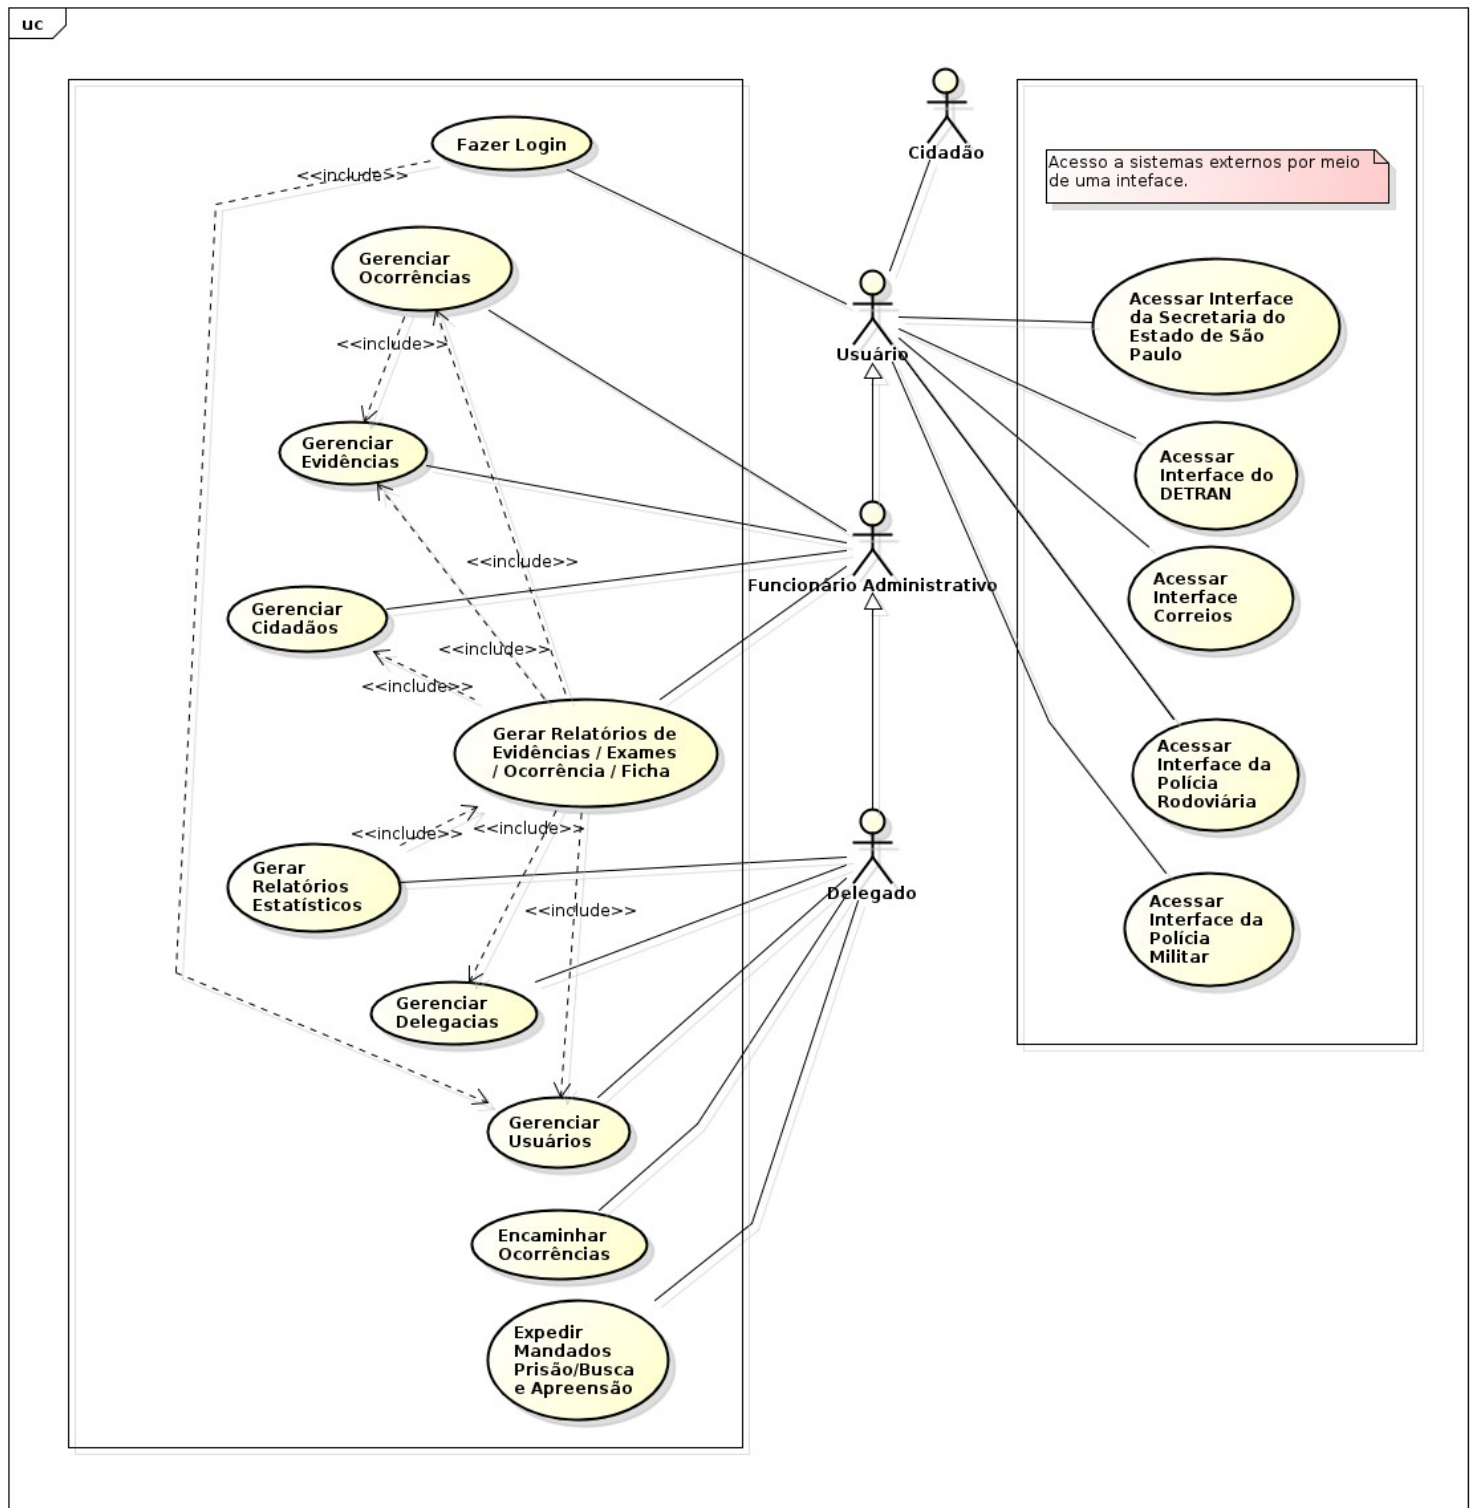 uc
Fazer Login
<<include>>
Cidadão
Acesso a sistemas externos por meio
de uma inteface.
Gerenciar
Ocorrências
<<include>>
Usuário
Acessar Interface
da Secretaria do
Estado de São
Paulo
Gerenciar
Evidências
Acessar
Interface do
DETRAN
<<include>>
Funcionário Administrativo
Acessar
Interface
Correios
Gerenciar
Cidadãos
<<include>>
<<include>>
Gerar Relatórios de
Evidências / Exames
/ Ocorrência / Ficha
Acessar
Interface da
Polícia
Rodoviária
<<include>>
<<include>>
Gerar
Relatórios
Estatísticos
Delegado
<<include>>
Acessar
Interface da
Polícia
Militar
Gerenciar
Delegacias
Gerenciar
Usuários
Encaminhar
Ocorrências
Expedir
Mandados
Prisão/Busca
e Apreensão